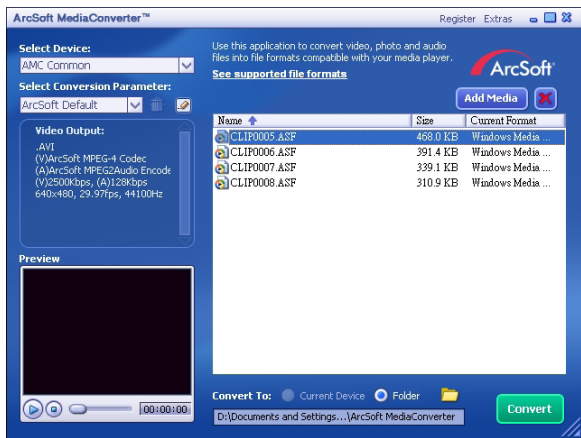 ArcSoft MediaConverter™
Register Extras
Select Device:
AMC Common
Select Conversion Parameter:
ArcSoft Default
Video Output:
.AVI
(V)ArcSoft MPEG-4 Codec
(A)ArcSoft MPEG2Audio Encode
(V)2500Kbps, (A)128Kbps
640x480, 29.97fps, 44100Hz
Preview
00:00:00
Use this application to convert video, photo and audio
files into file formats compatible with your media player.
See supported file formats
ArcSoft
Add Media
Name Size Current Format
CLIP0005.ASF 468.0 KB Windows Media ...
CLIP0006.ASF 391.4 KB Windows Media ...
CLIP0007.ASF 339.1 KB Windows Media ...
CLIP0008.ASF 310.9 KB Windows Media ...
Convert To: Current Device Folder
D:\Documents and Settings...\ArcSoft MediaConverter
Convert